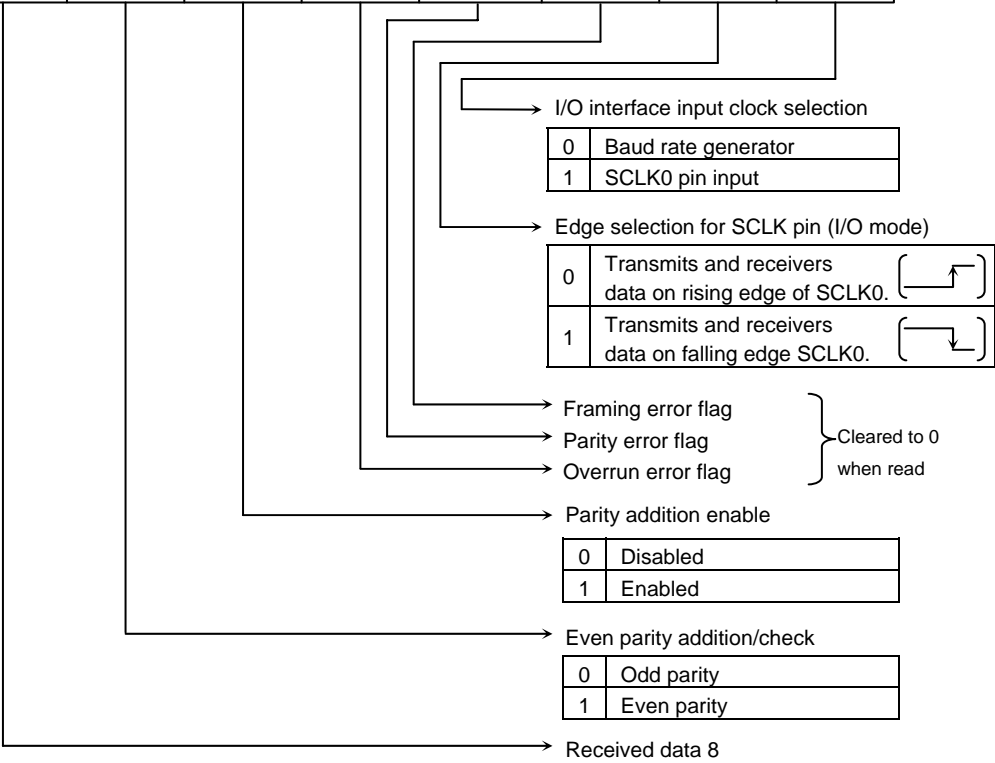 I/O interface input clock selection
0 Baud rate generator
1 SCLK0 pin input
Edge selection for SCLK pin (I/O mode)
0 Transmits and receivers
data on rising edge of SCLK0.
1 Transmits and receivers
data on falling edge SCLK0.
Framing error flag
Parity error flag
Overrun error flag
Cleared to 0
when read
Parity addition enable
0 Disabled
1 Enabled
Even parity addition/check
0 Odd parity
1 Even parity
Received data 8